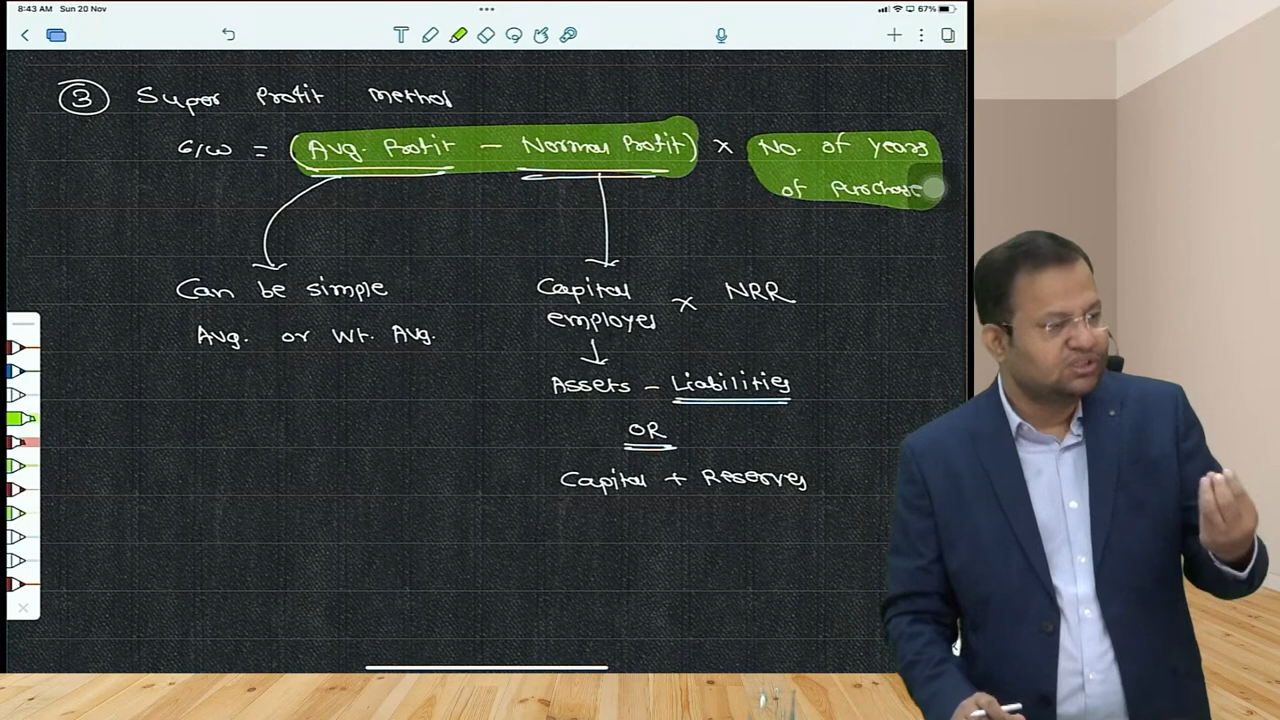 8:43 AM Sun 20 Nov
67%
③ Super Profit Method
G/W = (Avg. Profit - Normal Profit) × No. of years
of Purchase
Can be simple
Avg. or Wt. Avg.
Capital × NRR
employed
Assets - Liabilities
OR
Capital + Reserves